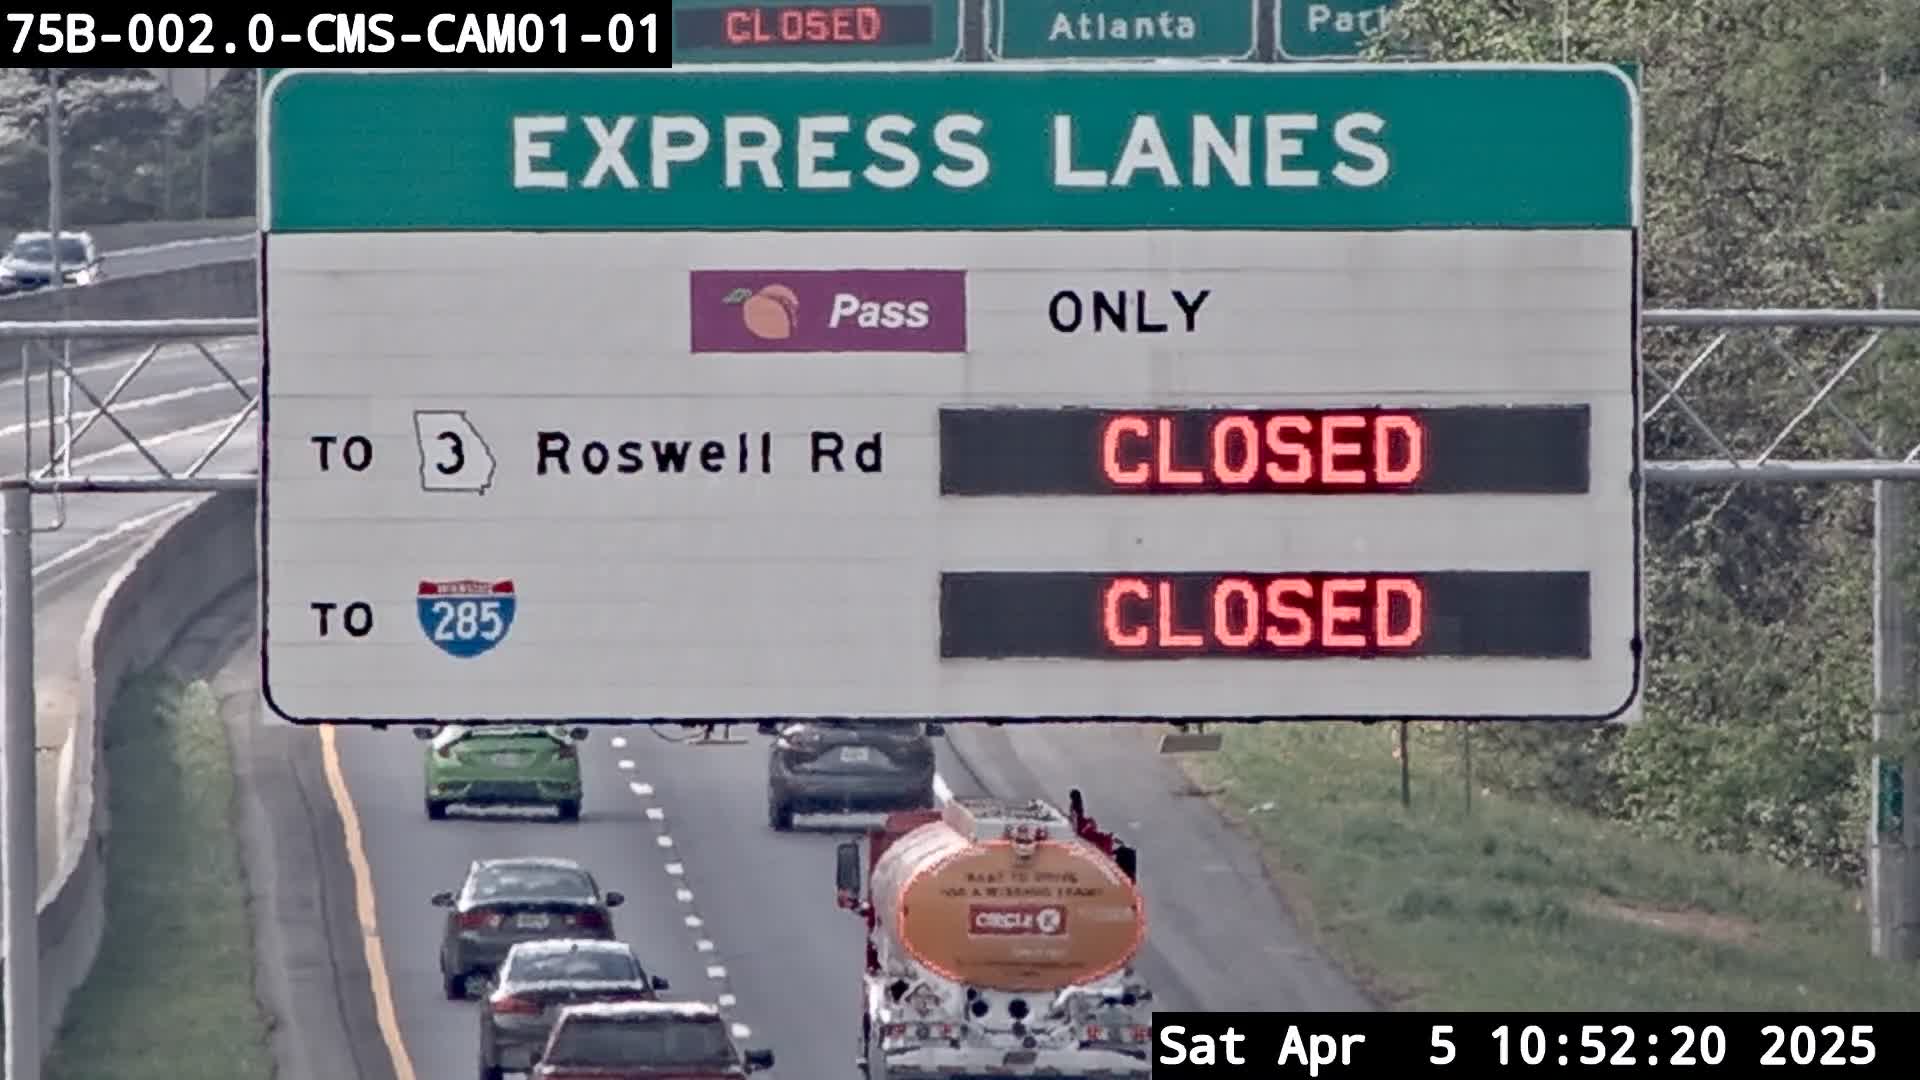 75B-002.0-CMS-CAM01-01
CLOSED
Atlanta
EXPRESS LANES
Pass ONLY
TO 3 Roswell Rd CLOSED
TO INTERSTATE 285 CLOSED
CIRCLE K
Sat Apr 5 10:52:20 2025